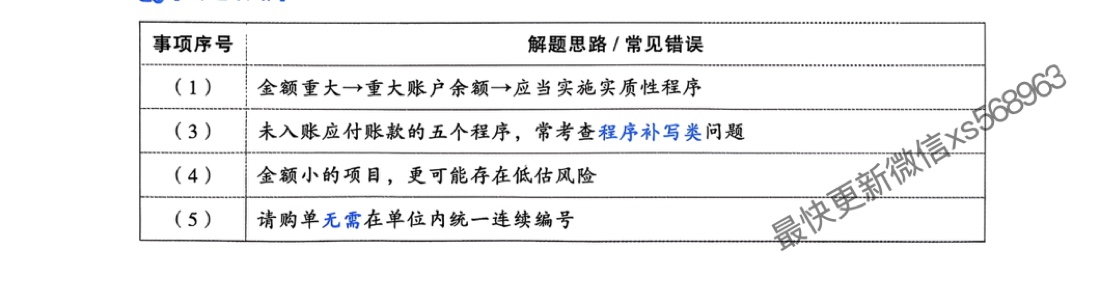 事项序号 解题思路 / 常见错误
（1） 金额重大→重大账户余额→应当实施实质性程序
（3） 未入账应付账款的五个程序，常考查程序补写类问题
（4） 金额小的项目，更可能存在低估风险
（5） 请购单无需在单位内统一连续编号
最快更新微信xs568963